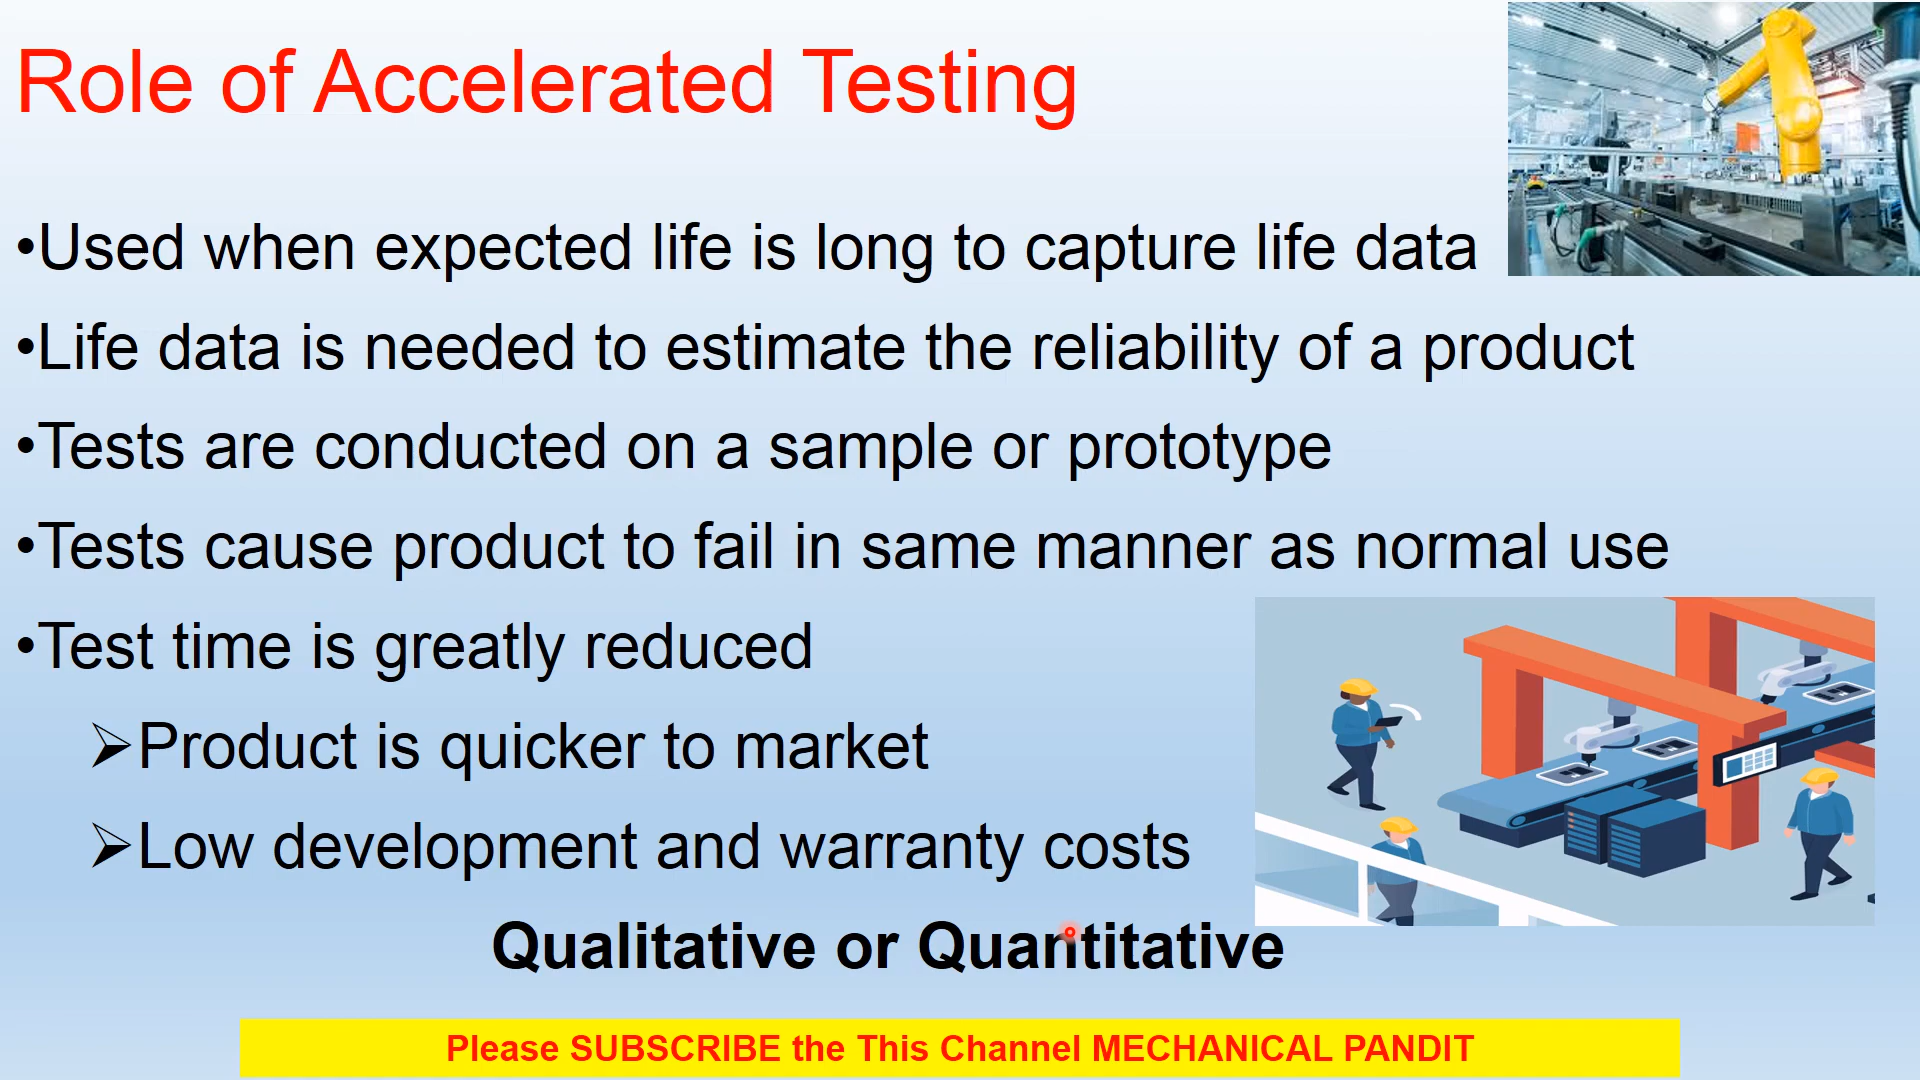 Role of Accelerated Testing
•Used when expected life is long to capture life data
•Life data is needed to estimate the reliability of a product
•Tests are conducted on a sample or prototype
•Tests cause product to fail in same manner as normal use
•Test time is greatly reduced
➢Product is quicker to market
➢Low development and warranty costs
Qualitative or Quantitative
Please SUBSCRIBE the This Channel MECHANICAL PANDIT